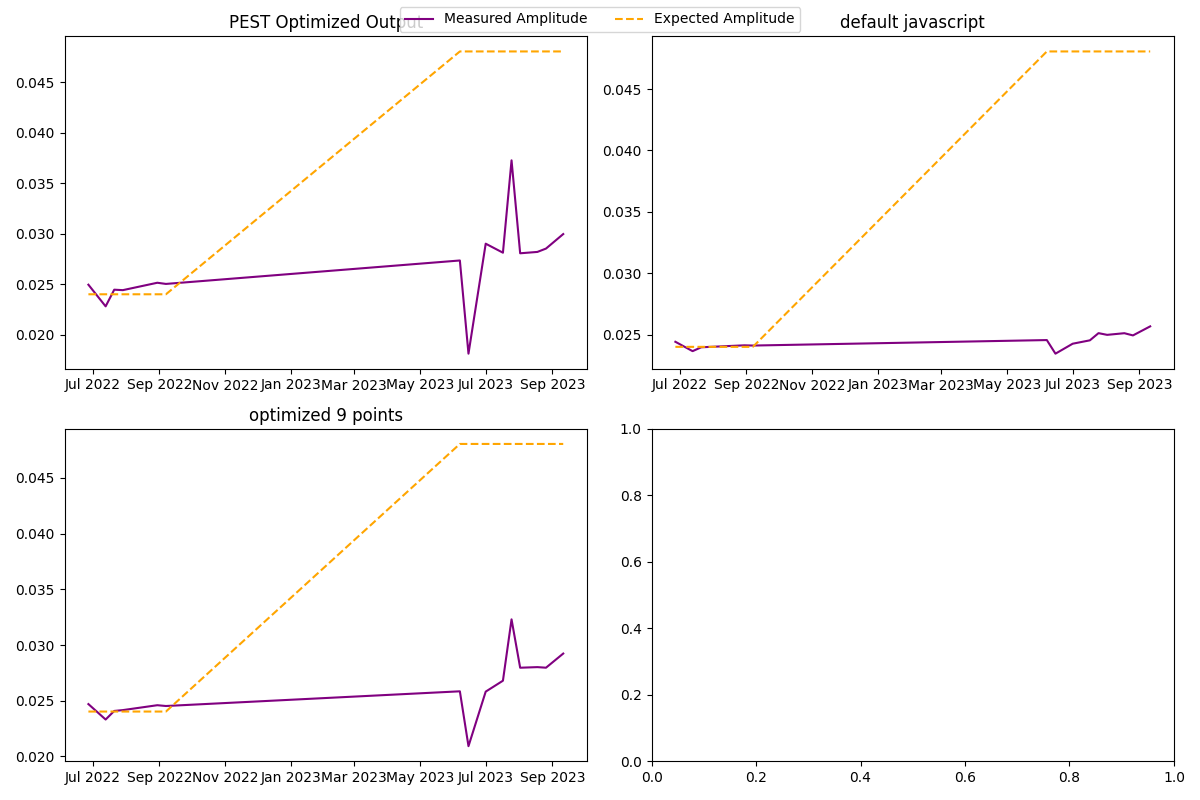 Measured Amplitude Expected Amplitude
PEST Optimized Output
0.045
0.040
0.035
0.030
0.025
0.020
Jul 2022 Sep 2022 Nov 2022 Jan 2023 Mar 2023 May 2023 Jul 2023 Sep 2023
default javascript
0.045
0.040
0.035
0.030
0.025
Jul 2022 Sep 2022 Nov 2022 Jan 2023 Mar 2023 May 2023 Jul 2023 Sep 2023
optimized 9 points
0.045
0.040
0.035
0.030
0.025
0.020
Jul 2022 Sep 2022 Nov 2022 Jan 2023 Mar 2023 May 2023 Jul 2023 Sep 2023
1.0
0.8
0.6
0.4
0.2
0.0
0.0 0.2 0.4 0.6 0.8 1.0